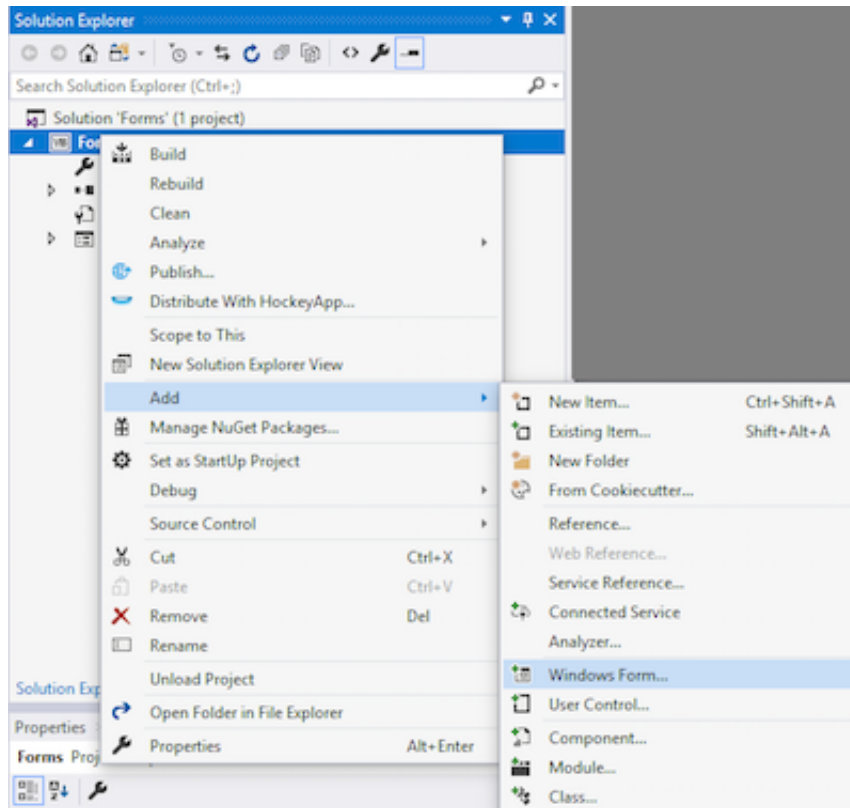 Solution Explorer
Search Solution Explorer (Ctrl+;)
Solution 'Forms' (1 project)
Build
Rebuild
Clean
Analyze
Publish...
Distribute With HockeyApp...
Scope to This
New Solution Explorer View
Add
Manage NuGet Packages...
Set as StartUp Project
Debug
Source Control
Cut Ctrl+X
Paste Ctrl+V
Remove Del
Rename
Unload Project
Open Folder in File Explorer
Properties Alt+Enter
New Item... Ctrl+Shift+A
Existing Item... Shift+Alt+A
New Folder
From Cookiecutter...
Reference...
Web Reference...
Service Reference...
Connected Service
Analyzer...
Windows Form...
User Control...
Component...
Module...
Class...
Solution Exp
Properties
Forms Proj